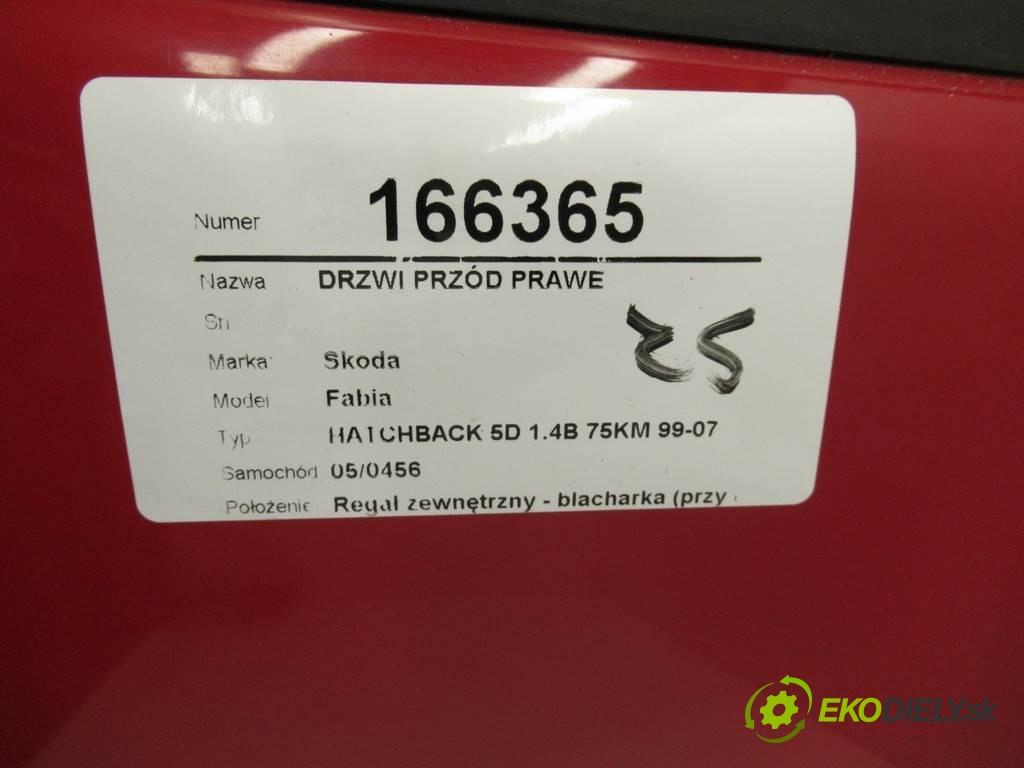 Numer 166365
Nazwa DRZWI PRZÓD PRAWE
Sn
Marka Skoda
Model Fabia
Typ HATCHBACK 5D 1.4B 75KM 99-07
Samochód 05/0456
Położenie Regał zewnętrzny - blacharka (przy
EKODIELY.sk